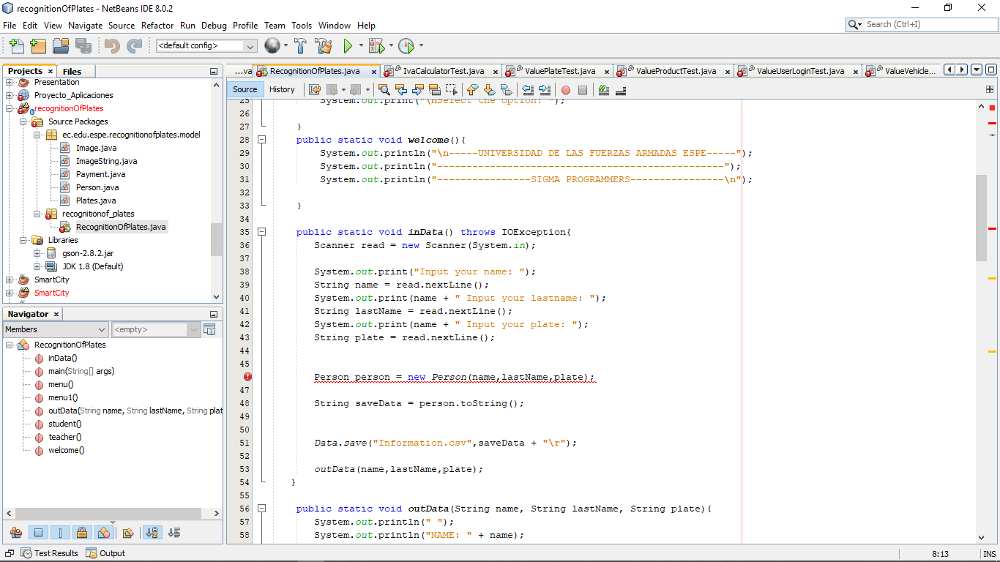 recognitionOfPlates - NetBeans IDE 8.0.2
File Edit View Navigate Source Refactor Run Debug Profile Team Tools Window Help
Search (Ctrl+I)
<default config>
Projects × Files
...va RecognitionOfPlates.java × IvaCalculatorTest.java × ValuePlateTest.java × ValueProductTest.java × ValueUserLoginTest.java × ValueVehicle...
Source History
Presentation
Proyecto_Aplicaciones
recognitionOfPlates
Source Packages
ec.edu.espe.recognitionofplates.model
Image.java
ImageString.java
Payment.java
Person.java
Plates.java
recognitionof_plates
RecognitionOfPlates.java
Libraries
gson-2.8.2.jar
JDK 1.8 (Default)
SmartCity
SmartCity
Navigator ×
Members
<empty>
RecognitionOfPlates
inData()
main(String[] args)
menu()
menu1()
outData(String name, String lastName, String plat
student()
teacher()
welcome()
25 System.out.print("\nSelect the option: ");
26
27 }
28 public static void welcome(){
29 System.out.println("\n-----UNIVERSIDAD DE LAS FUERZAS ARMADAS ESPE-----");
30 System.out.println("-------------------------------------------------");
31 System.out.println("----------------SIGMA PROGRAMMERS----------------\n");
32
33 }
34
35 public static void inData() throws IOException{
36 Scanner read = new Scanner(System.in);
37
38 System.out.print("Input your name: ");
39 String name = read.nextLine();
40 System.out.print(name + " Input your lastname: ");
41 String lastName = read.nextLine();
42 System.out.print(name + " Input your plate: ");
43 String plate = read.nextLine();
44
45
Person person = new Person(name,lastName,plate);
47
48 String saveData = person.toString();
49
50
51 Data.save("Information.csv",saveData + "\r");
52
53 outData(name,lastName,plate);
54 }
55
56 public static void outData(String name, String lastName, String plate){
57 System.out.println(" ");
58 System.out.println("NAME: " + name);
Test Results Output
8:13 INS